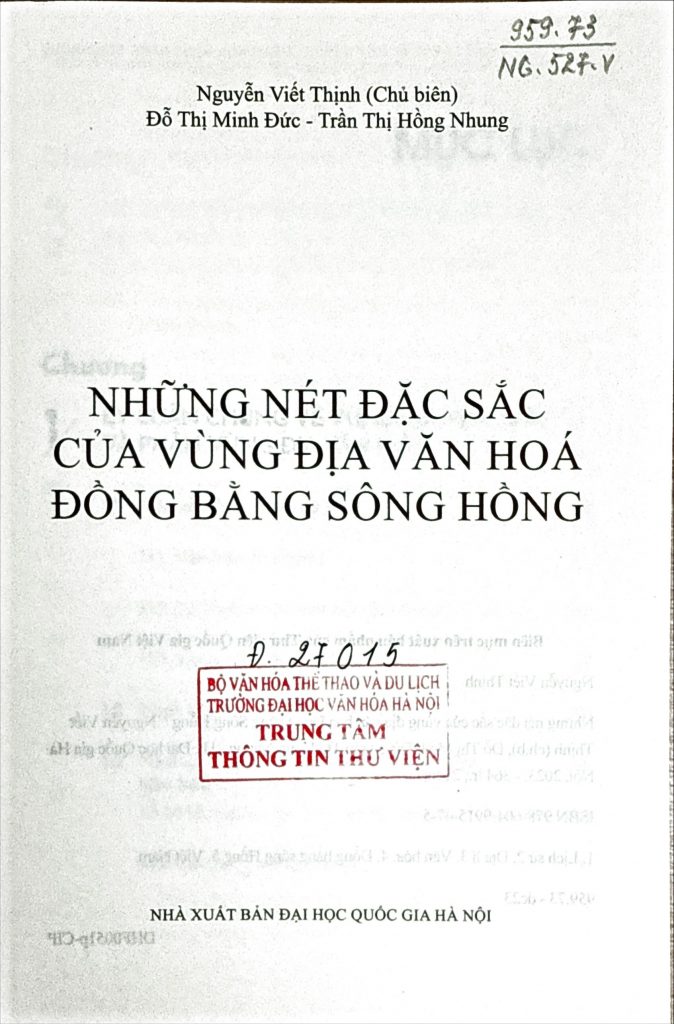 959.73
NG.527.V
Nguyễn Viết Thịnh (Chủ biên)
Đỗ Thị Minh Đức - Trần Thị Hồng Nhung
NHỮNG NÉT ĐẶC SẮC
CỦA VÙNG ĐỊA VĂN HOÁ
ĐỒNG BẰNG SÔNG HỒNG
Đ. 27015
BỘ VĂN HÓA THỂ THAO VÀ DU LỊCH
TRƯỜNG ĐẠI HỌC VĂN HÓA HÀ NỘI
TRUNG TÂM
THÔNG TIN THƯ VIỆN
NHÀ XUẤT BẢN ĐẠI HỌC QUỐC GIA HÀ NỘI